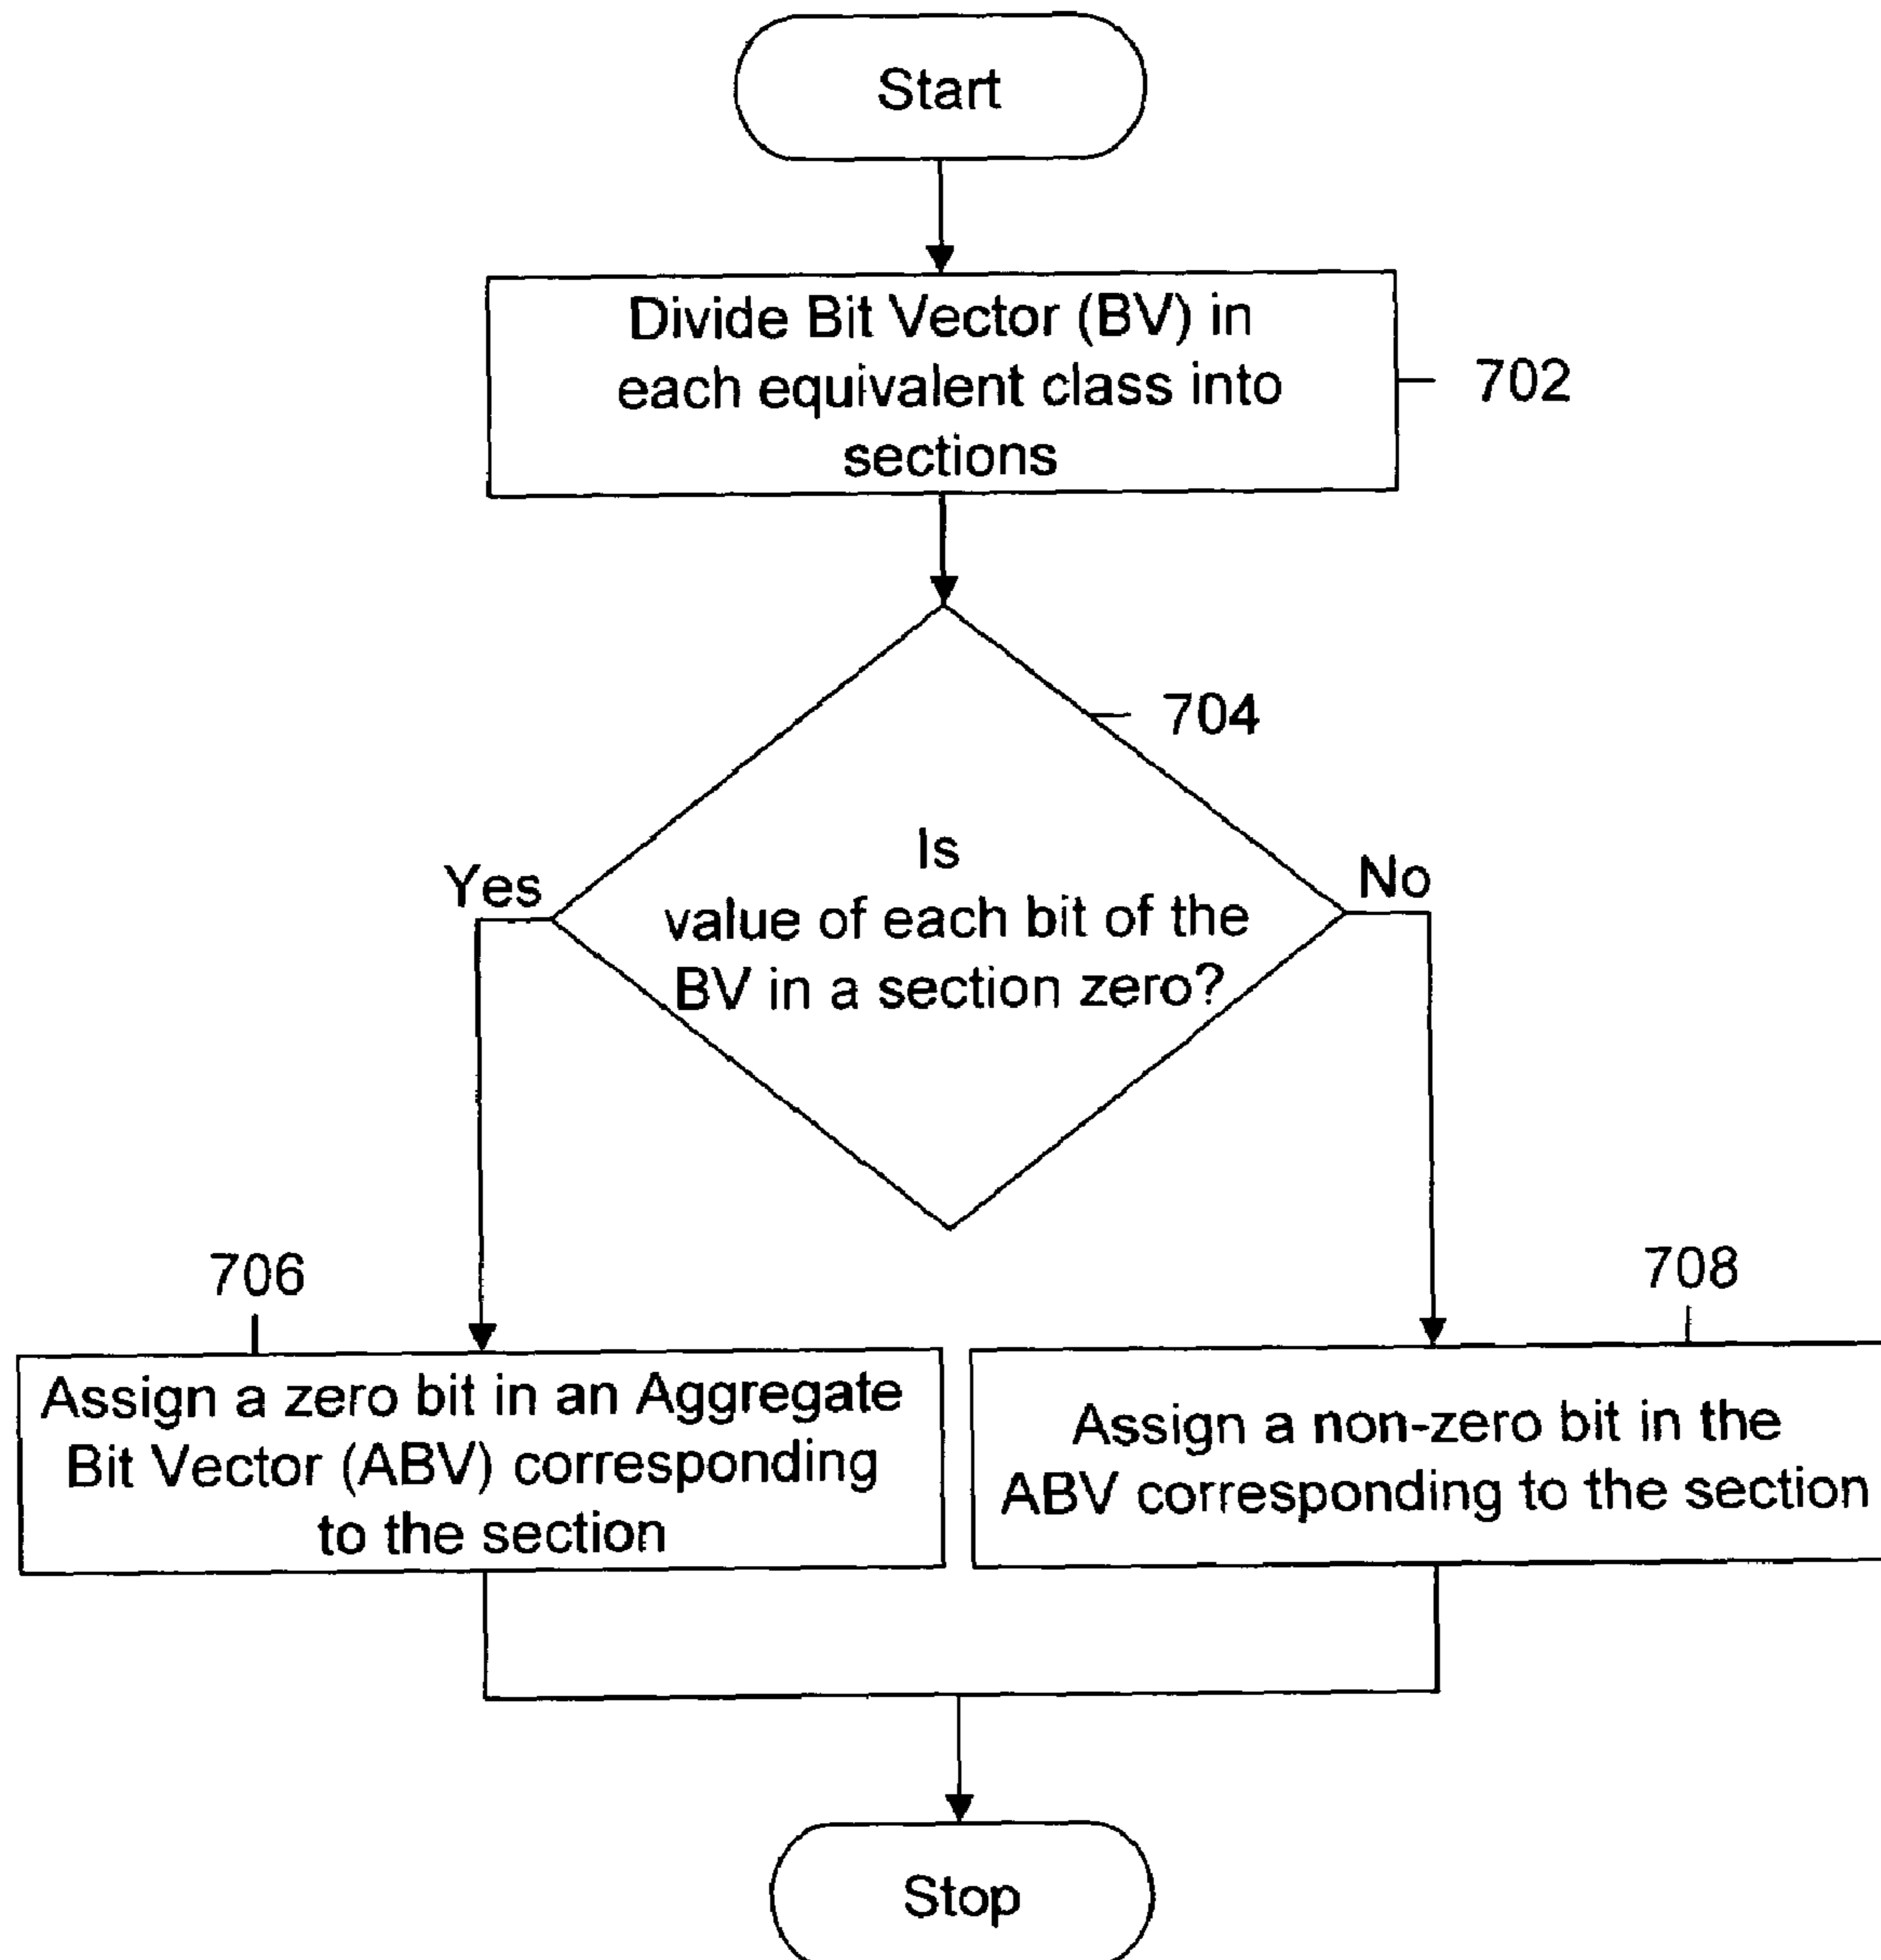 Start
Divide Bit Vector (BV) in
each equivalent class into
sections
702
704
Is
value of each bit of the
BV in a section zero?
Yes
No
706
708
Assign a zero bit in an Aggregate
Bit Vector (ABV) corresponding
to the section
Assign a non-zero bit in the
ABV corresponding to the section
Stop